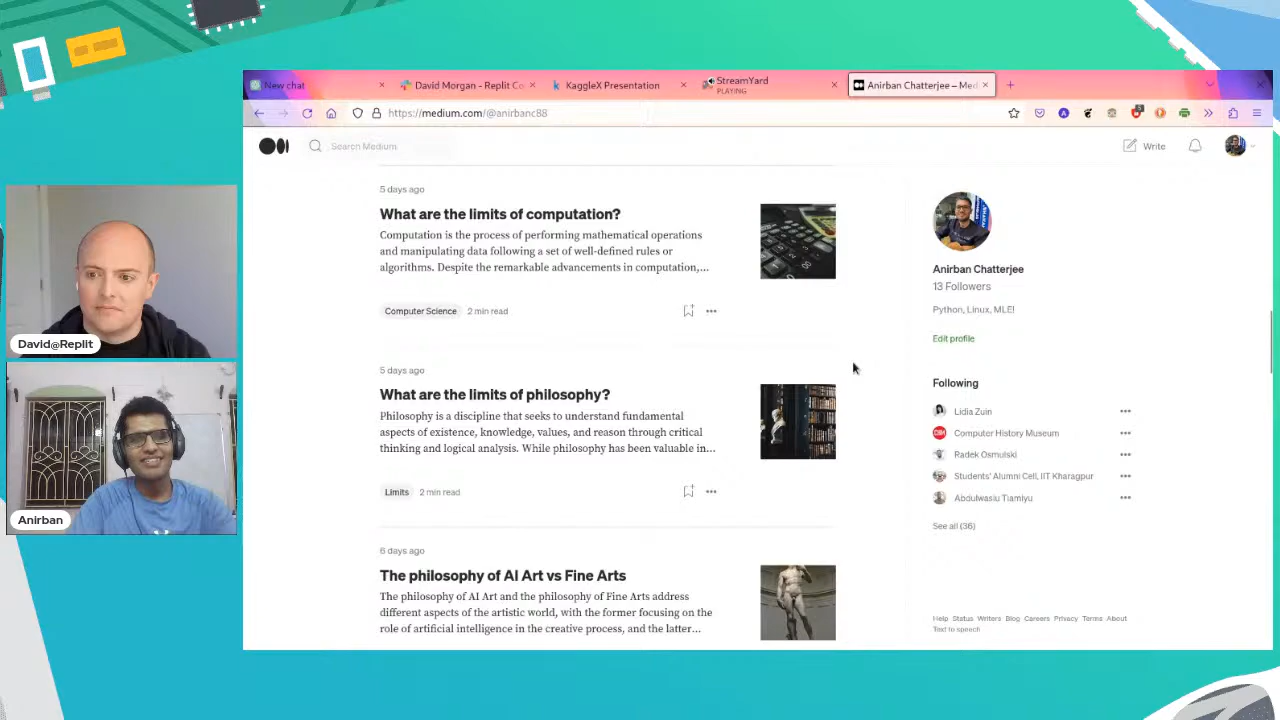 New chat
David Morgan - Replit Co
KaggleX Presentation
StreamYard
PLAYING
Anirban Chatterjee – Med
https://medium.com/@anirbanc88
Search Medium
Write
5 days ago
What are the limits of computation?
Computation is the process of performing mathematical operations
and manipulating data following a set of well-defined rules or
algorithms. Despite the remarkable advancements in computation,...
Computer Science
2 min read
5 days ago
What are the limits of philosophy?
Philosophy is a discipline that seeks to understand fundamental
aspects of existence, knowledge, values, and reason through critical
thinking and logical analysis. While philosophy has been valuable in...
Limits
2 min read
6 days ago
The philosophy of AI Art vs Fine Arts
The philosophy of AI Art and the philosophy of Fine Arts address
different aspects of the artistic world, with the former focusing on the
role of artificial intelligence in the creative process, and the latter...
Anirban Chatterjee
13 Followers
Python, Linux, MLE!
Edit profile
Following
Lidia Zuin
Computer History Museum
Radek Osmulski
Students' Alumni Cell, IIT Kharagpur
Abdulwasiu Tiamiyu
See all (36)
Help Status Writers Blog Careers Privacy Terms About
Text to speech
David@Replit
Anirban